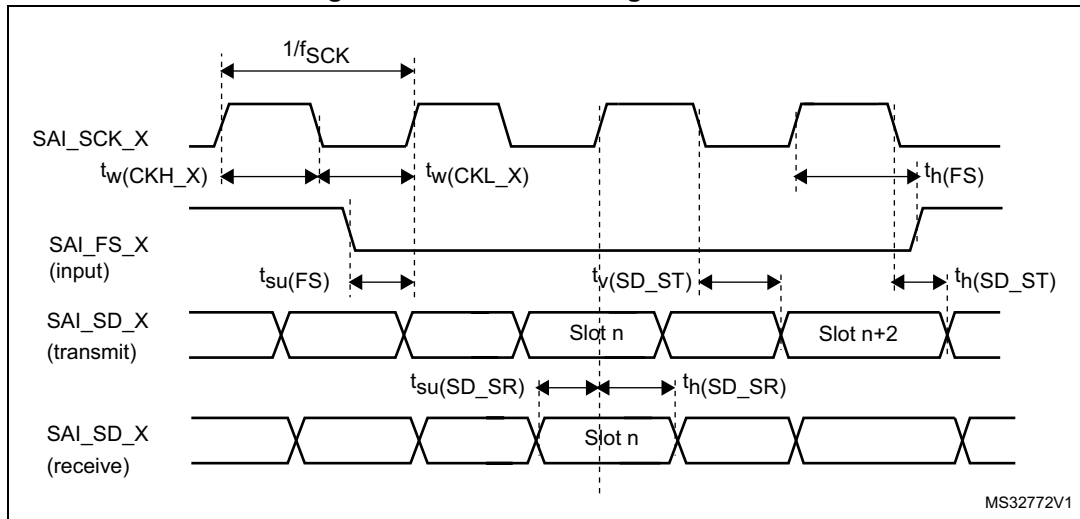 1/fSCK
SAI_SCK_X
tw(CKH_X)
tw(CKL_X)
th(FS)
SAI_FS_X
(input)
tsu(FS)
tv(SD_ST)
th(SD_ST)
SAI_SD_X
(transmit)
Slot n
Slot n+2
tsu(SD_SR)
th(SD_SR)
SAI_SD_X
(receive)
Slot n
MS32772V1